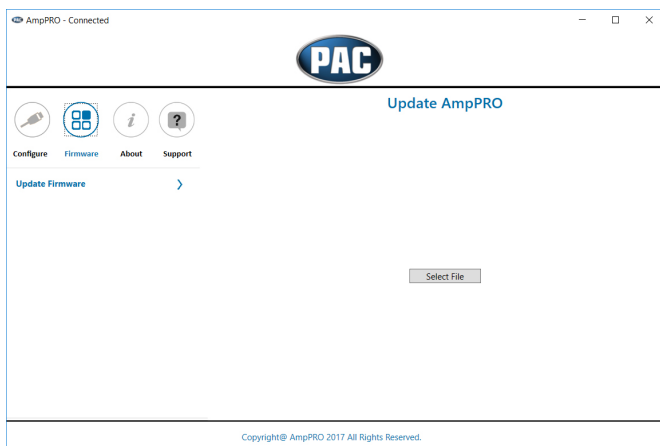 AmpPRO - Connected
PAC
Update AmpPRO
Configure Firmware About Support
Update Firmware
Select File
Copyright@ AmpPRO 2017 All Rights Reserved.